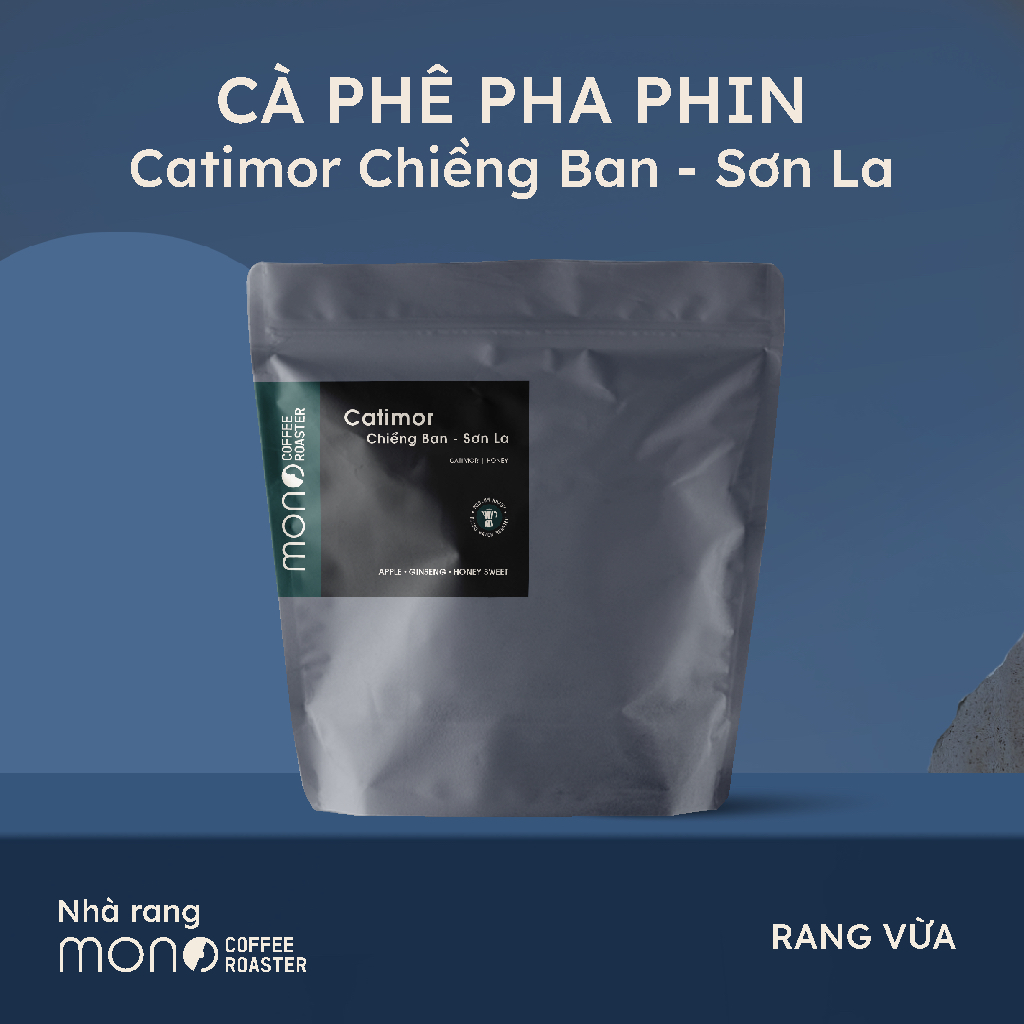 CÀ PHÊ PHA PHIN
Catimor Chiềng Ban - Sơn La
mono COFFEE ROASTER
Catimor
Chiềng Ban - Sơn La
CATIMOR | HONEY
APPLE • GINSENG • HONEY SWEET
Nhà rang
mono COFFEE ROASTER
RANG VỪA